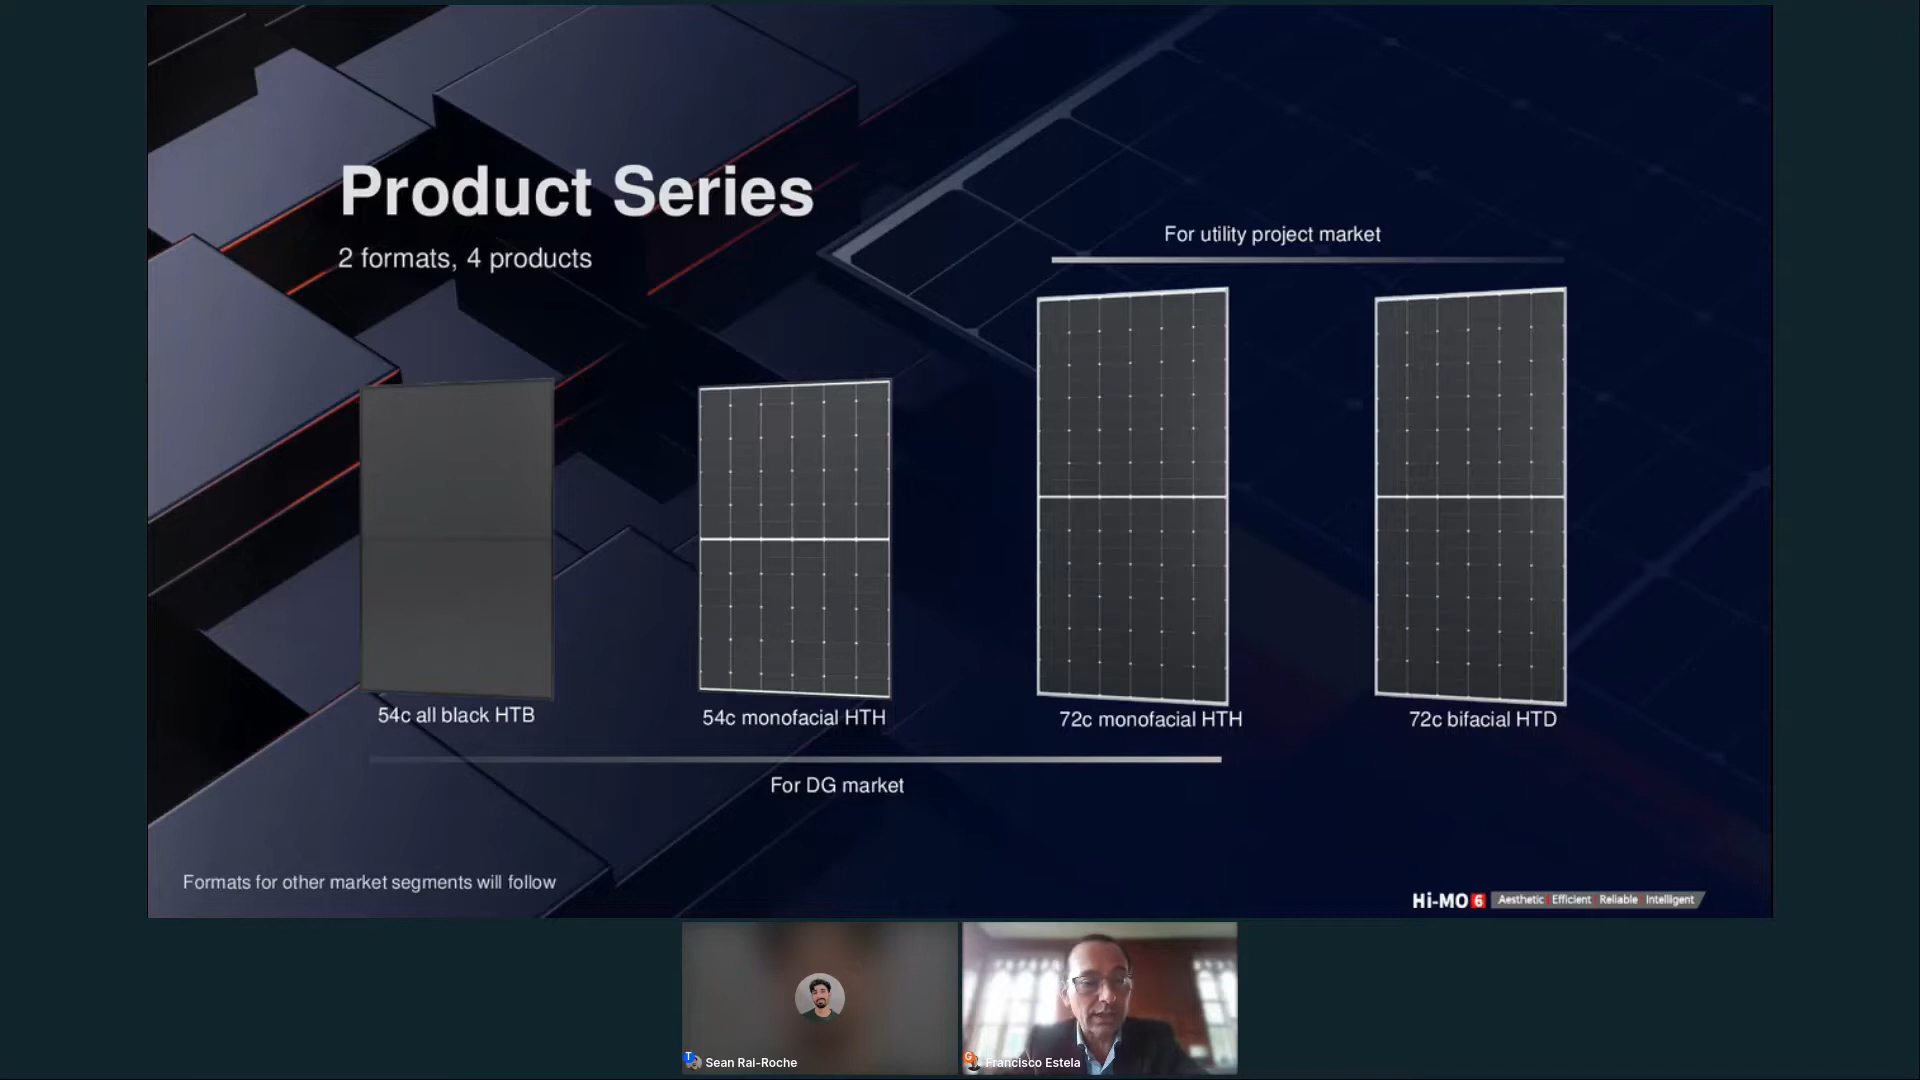 Product Series
2 formats, 4 products
For utility project market
54c all black HTB
54c monofacial HTH
72c monofacial HTH
72c bifacial HTD
For DG market
Formats for other market segments will follow
Hi-MO 6 Aesthetic Efficient Reliable Intelligent
T
Sean Rai-Roche
G
Francisco Estela